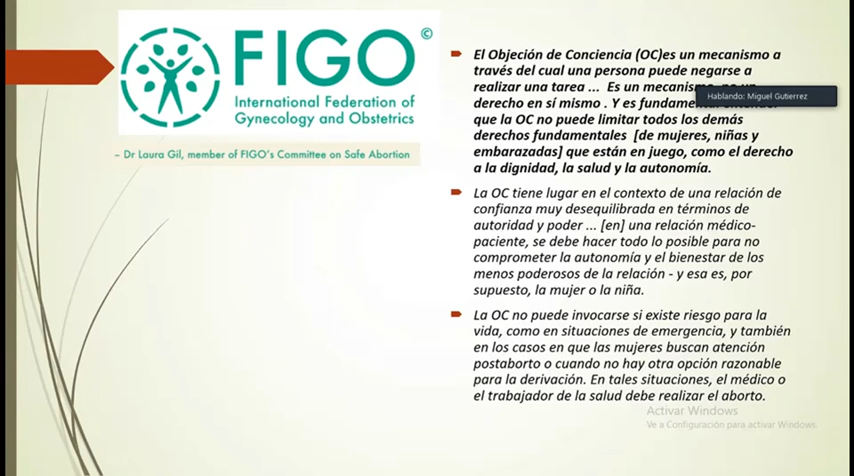 FIGO©
International Federation of
Gynecology and Obstetrics
– Dr Laura Gil, member of FIGO's Committee on Safe Abortion
El Objeción de Conciencia (OC)es un mecanismo a
través del cual una persona puede negarse a
realizar una tarea ... Es un mecanismo,
Hablando: Miguel Gutierrez
derecho en sí mismo . Y es
que la OC no puede limitar todos los demás
derechos fundamentales [de mujeres, niñas y
embarazadas] que están en juego, como el derecho
a la dignidad, la salud y la autonomía.
La OC tiene lugar en el contexto de una relación de
confianza muy desequilibrada en términos de
autoridad y poder ... [en] una relación médico-
paciente, se debe hacer todo lo posible para no
comprometer la autonomía y el bienestar de los
menos poderosos de la relación - y esa es, por
supuesto, la mujer o la niña.
La OC no puede invocarse si existe riesgo para la
vida, como en situaciones de emergencia, y también
en los casos en que las mujeres buscan atención
postaborto o cuando no hay otra opción razonable
para la derivación. En tales situaciones, el médico o
el trabajador de la salud debe realizar el aborto.
Activar Windows
Ve a Configuración para activar Windows.